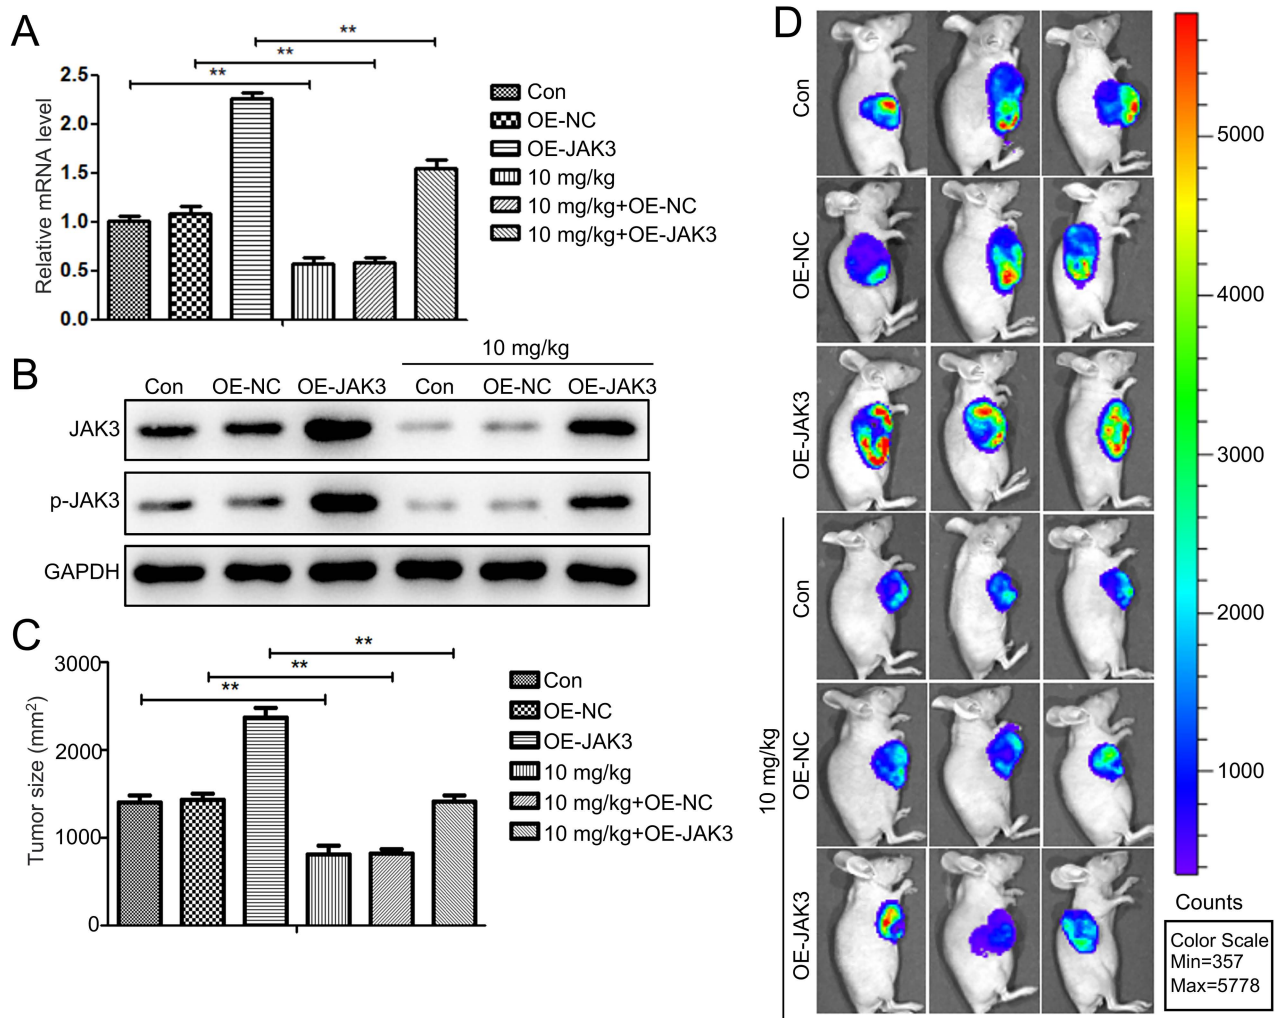 A
**
**
**
2.5
2.0
1.5
1.0
0.5
0.0
Relative mRNA level
Con
OE-NC
OE-JAK3
10 mg/kg
10 mg/kg+OE-NC
10 mg/kg+OE-JAK3
B
10 mg/kg
Con OE-NC OE-JAK3 Con OE-NC OE-JAK3
JAK3
p-JAK3
GAPDH
C
**
**
**
3000
2000
1000
0
Tumor size (mm²)
Con
OE-NC
OE-JAK3
10 mg/kg
10 mg/kg+OE-NC
10 mg/kg+OE-JAK3
D
Con
OE-NC
OE-JAK3
10 mg/kg
Con
OE-NC
OE-JAK3
5000
4000
3000
2000
1000
Counts
Color Scale
Min=357
Max=5778